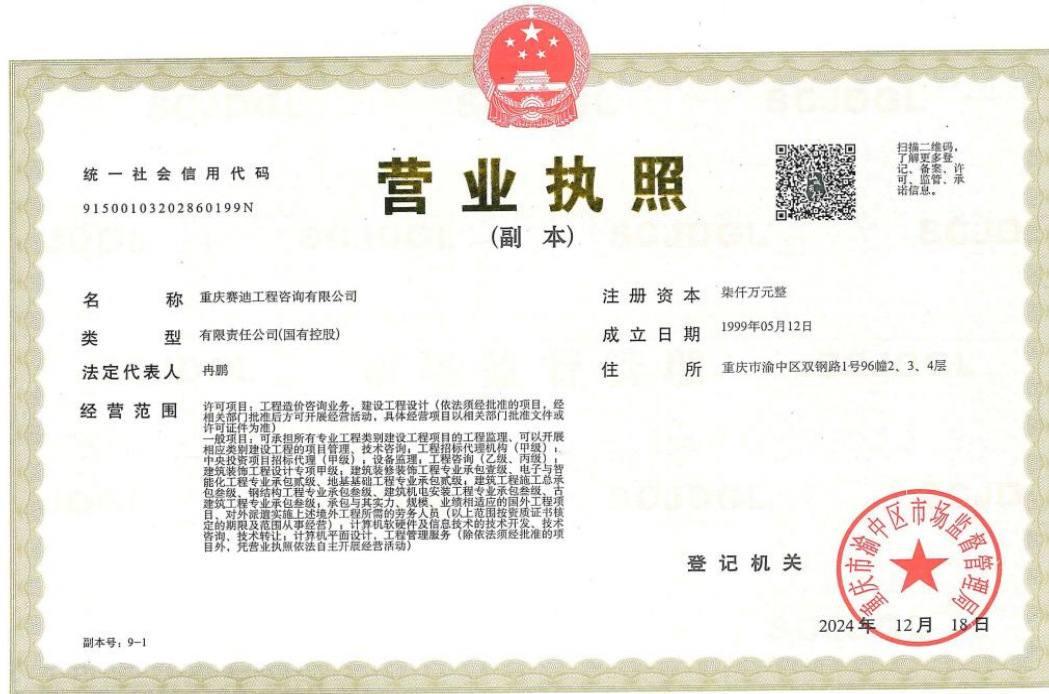 统一社会信用代码
91500103202860199N
营业执照
(副 本)
扫描二维码，
了解更多登
记、备案、许
可、监管、承
诺信息。
名 称 重庆赛迪工程咨询有限公司
类 型 有限责任公司(国有控股)
法定代表人 冉鹏
经营范围 许可项目：工程造价咨询业务，建设工程设计（依法须经批准的项目，经
相关部门批准后方可开展经营活动，具体经营项目以相关部门批准文件或
许可证件为准）
一般项目：可承担所有专业工程类别建设工程项目的工程监理、可以开展
相应类别建设工程的项目管理、技术咨询；工程招标代理机构（甲级）；
中央投资项目招标代理（甲级）；设备监理；工程咨询（乙级、丙级）；
建筑装饰工程设计专项甲级；建筑装修装饰工程专业承包壹级、电子与智
能化工程专业承包贰级、地基基础工程专业承包贰级；建筑工程施工总承
包叁级、钢结构工程专业承包叁级、建筑机电安装工程专业承包叁级、古
建筑工程专业承包叁级；承包与其实力、规模、业绩相适应的国外工程项
目、对外派遣实施上述境外工程所需的劳务人员（以上范围按资质证书核
定的期限及范围从事经营）；计算机软硬件及信息技术的技术开发、技术
咨询、技术转让；计算机平面设计，工程管理服务（除依法须经批准的项
目外，凭营业执照依法自主开展经营活动）
注册资本 柒仟万元整
成立日期 1999年05月12日
住 所 重庆市渝中区双钢路1号96幢2、3、4层
登记机关
重庆市渝中区市场监督管理局
2024年 12月 18日
副本号：9-1